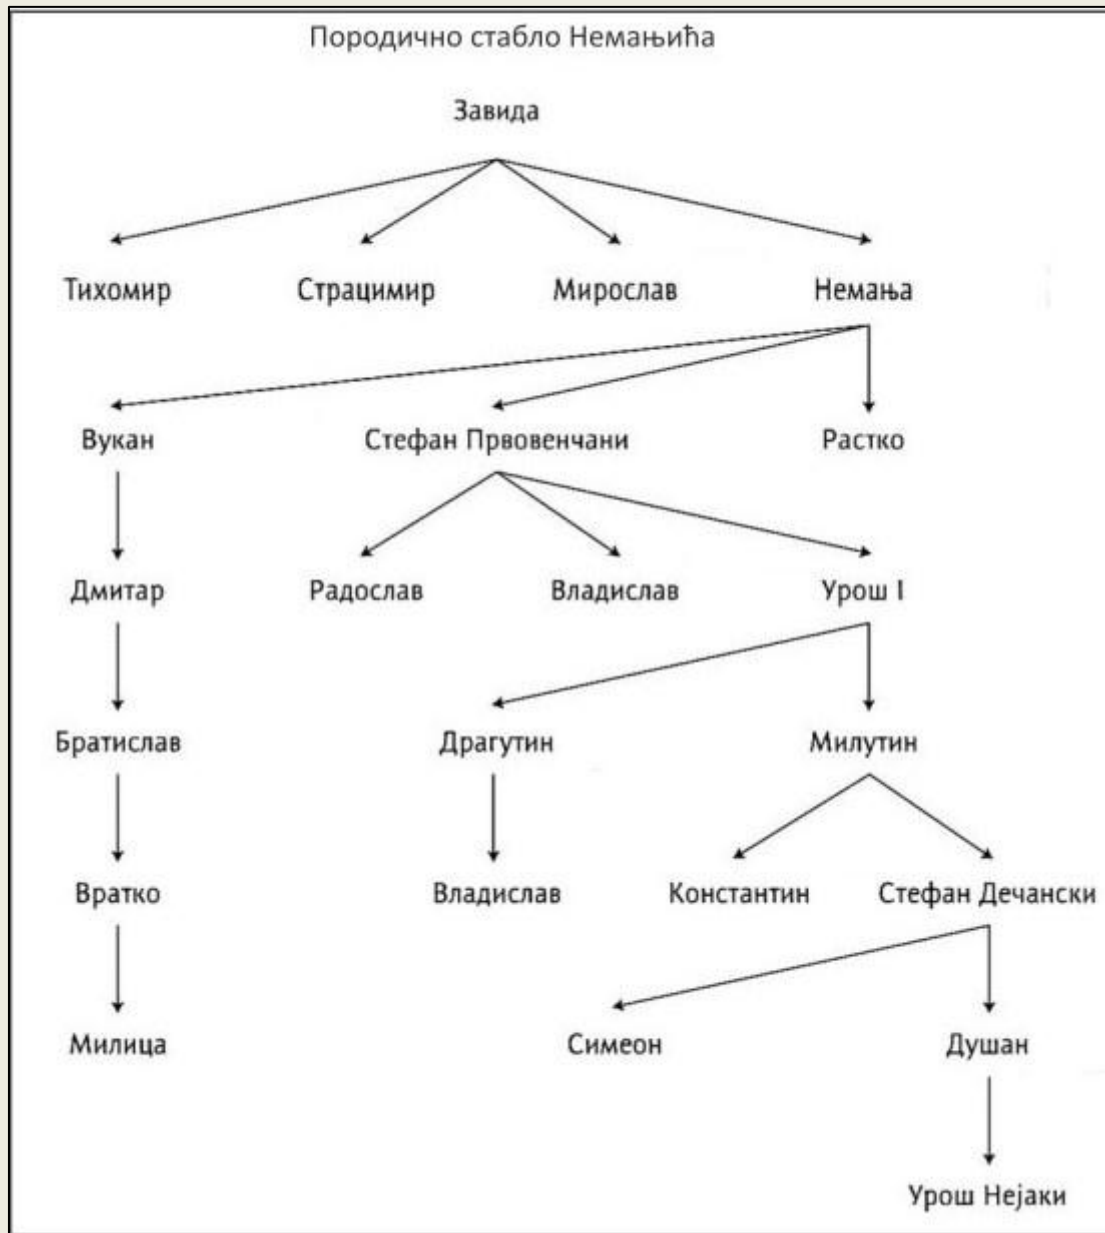 Породично стабло Немањића
Завида
Тихомир Страцимир Мирослав Немања
Вукан Стефан Првовенчани Растко
Дмитар Радослав Владислав Урош I
Братислав Драгутин Милутин
Вратко Владислав Константин Стефан Дечански
Милица Симеон Душан
Урош Нејаки